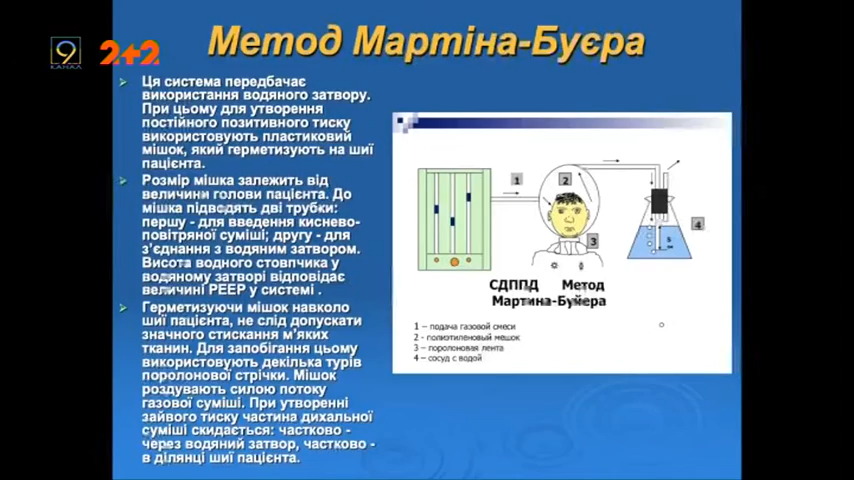 9
КАНАЛ
2+2
Метод Мартіна-Буєра
Ця система передбачає
використання водяного затвору.
При цьому для утворення
постійного позитивного тиску
використовують пластиковий
мішок, який герметизують на шиї
пацієнта.
Розмір мішка залежить від
величини голови пацієнта. До
мішка підводять дві трубки:
першу - для введення киснево-
повітряної суміші; другу - для
з’єднання з водяним затвором.
Висота водного стовпчика у
водяному затворі відповідає
величині PEEP у системі .
Герметизуючи мішок навколо
шиї пацієнта, не слід допускати
значного стискання м’яких
тканин. Для запобігання цьому
використовують декілька турів
поролонової стрічки. Мішок
роздувають силою потоку
газової суміші. При утворенні
зайвого тиску частина дихальної
суміші скидається: частково -
через водяний затвор, частково -
в ділянці шиї пацієнта.
1
2
3
4
СДППД Метод
Мартина-Буйера
1 – подача газовой смеси
2 - полиэтиленовый мешок
3 – поролоновая лента
4 – сосуд с водой